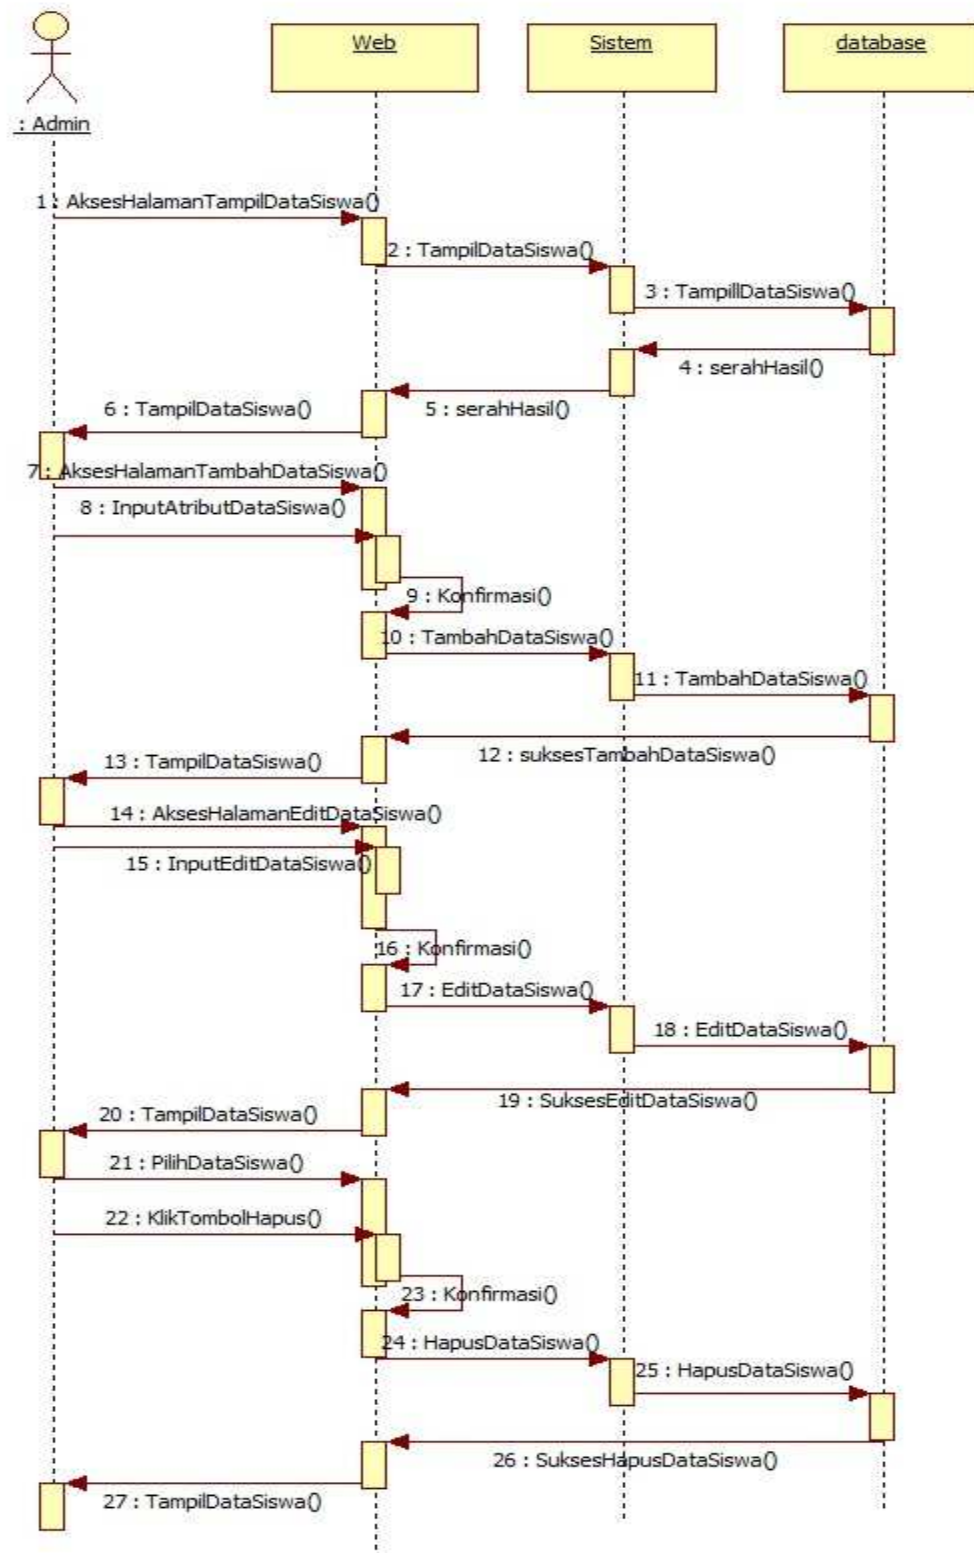 Web
Sistem
database
: Admin
1 : AksesHalamanTampilDataSiswa()
2 : TampilDataSiswa()
3 : TampillDataSiswa()
4 : serahHasil()
5 : serahHasil()
6 : TampilDataSiswa()
7 : AksesHalamanTambahDataSiswa()
8 : InputAtributDataSiswa()
9 : Konfirmasi()
10 : TambahDataSiswa()
11 : TambahDataSiswa()
12 : suksesTambahDataSiswa()
13 : TampilDataSiswa()
14 : AksesHalamanEditDataSiswa()
15 : InputEditDataSiswa()
16 : Konfirmasi()
17 : EditDataSiswa()
18 : EditDataSiswa()
19 : SuksesEditDataSiswa()
20 : TampilDataSiswa()
21 : PilihDataSiswa()
22 : KlikTombolHapus()
23 : Konfirmasi()
24 : HapusDataSiswa()
25 : HapusDataSiswa()
26 : SuksesHapusDataSiswa()
27 : TampilDataSiswa()